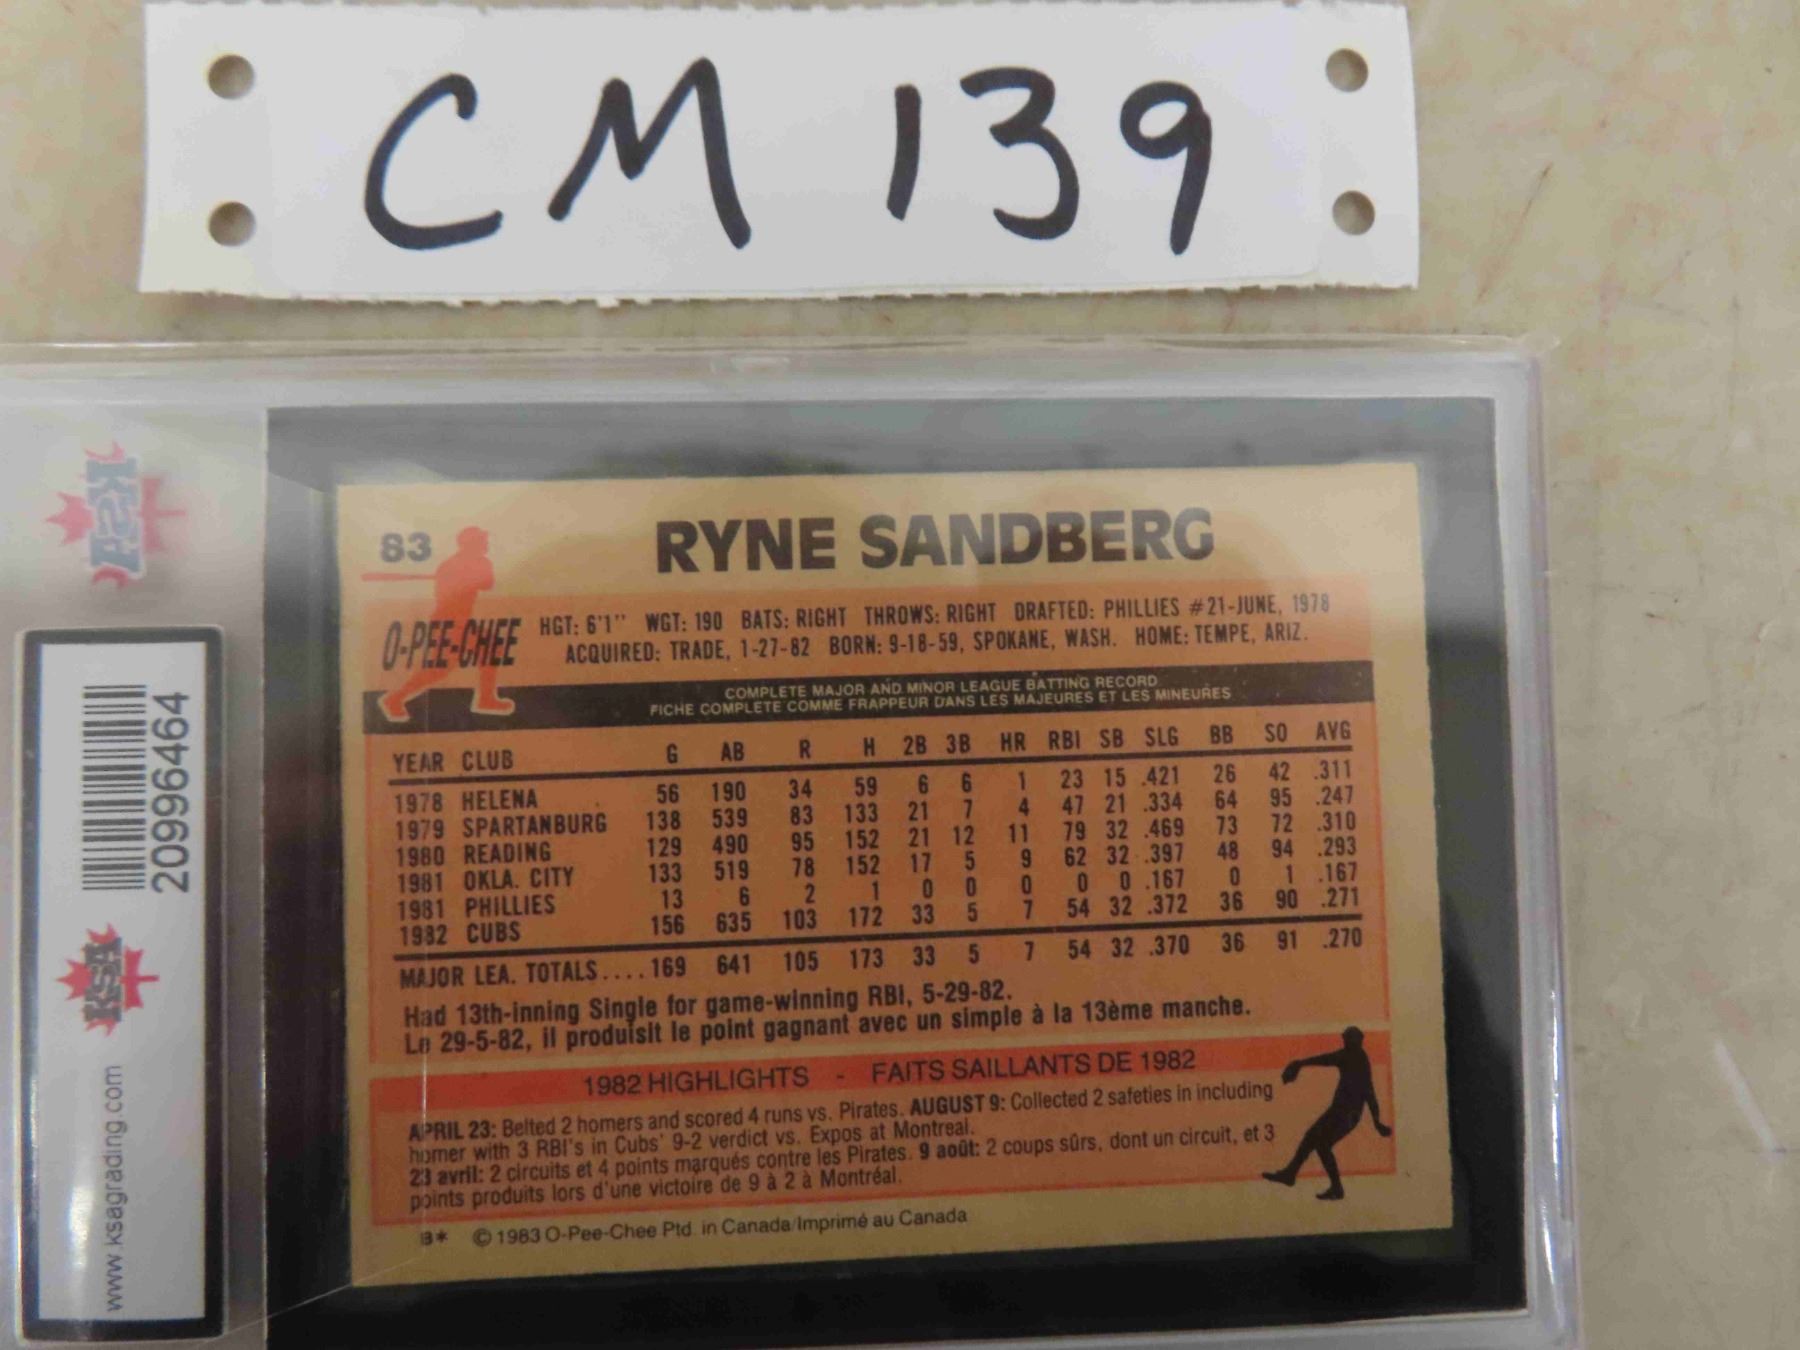 CM 139
KSA
20996464
KSA
www.ksagrading.com
83
RYNE SANDBERG
O-PEE-CHEE
HGT: 6'1" WGT: 190 BATS: RIGHT THROWS: RIGHT DRAFTED: PHILLIES #21-JUNE, 1978
ACQUIRED: TRADE, 1-27-82 BORN: 9-18-59, SPOKANE, WASH. HOME: TEMPE, ARIZ.
COMPLETE MAJOR AND MINOR LEAGUE BATTING RECORD
FICHE COMPLETE COMME FRAPPEUR DANS LES MAJEURES ET LES MINEURES
YEAR CLUB G AB R H 2B 3B HR RBI SB SLG BB SO AVG
1978 HELENA 56 190 34 59 6 6 1 23 15 .421 26 42 .311
1979 SPARTANBURG 138 539 83 133 21 7 4 47 21 .334 64 95 .247
1980 READING 129 490 95 152 21 12 11 79 32 .469 73 72 .310
1981 OKLA. CITY 133 519 78 152 17 5 9 62 32 .397 48 94 .293
1981 PHILLIES 13 6 2 1 0 0 0 0 0 .167 0 1 .167
1982 CUBS 156 635 103 172 33 5 7 54 32 .372 36 90 .271
MAJOR LEA. TOTALS.... 169 641 105 173 33 5 7 54 32 .370 36 91 .270
Had 13th-inning Single for game-winning RBI, 5-29-82.
Le 29-5-82, il produisit le point gagnant avec un simple à la 13ème manche.
1982 HIGHLIGHTS - FAITS SAILLANTS DE 1982
APRIL 23: Belted 2 homers and scored 4 runs vs. Pirates. AUGUST 9: Collected 2 safeties in including
homer with 3 RBI's in Cubs' 9-2 verdict vs. Expos at Montreal.
23 avril: 2 circuits et 4 points marqués contre les Pirates. 9 août: 2 coups sûrs, dont un circuit, et 3
points produits lors d'une victoire de 9 à 2 à Montréal.
B* © 1983 O-Pee-Chee Ptd. in Canada/Imprimé au Canada